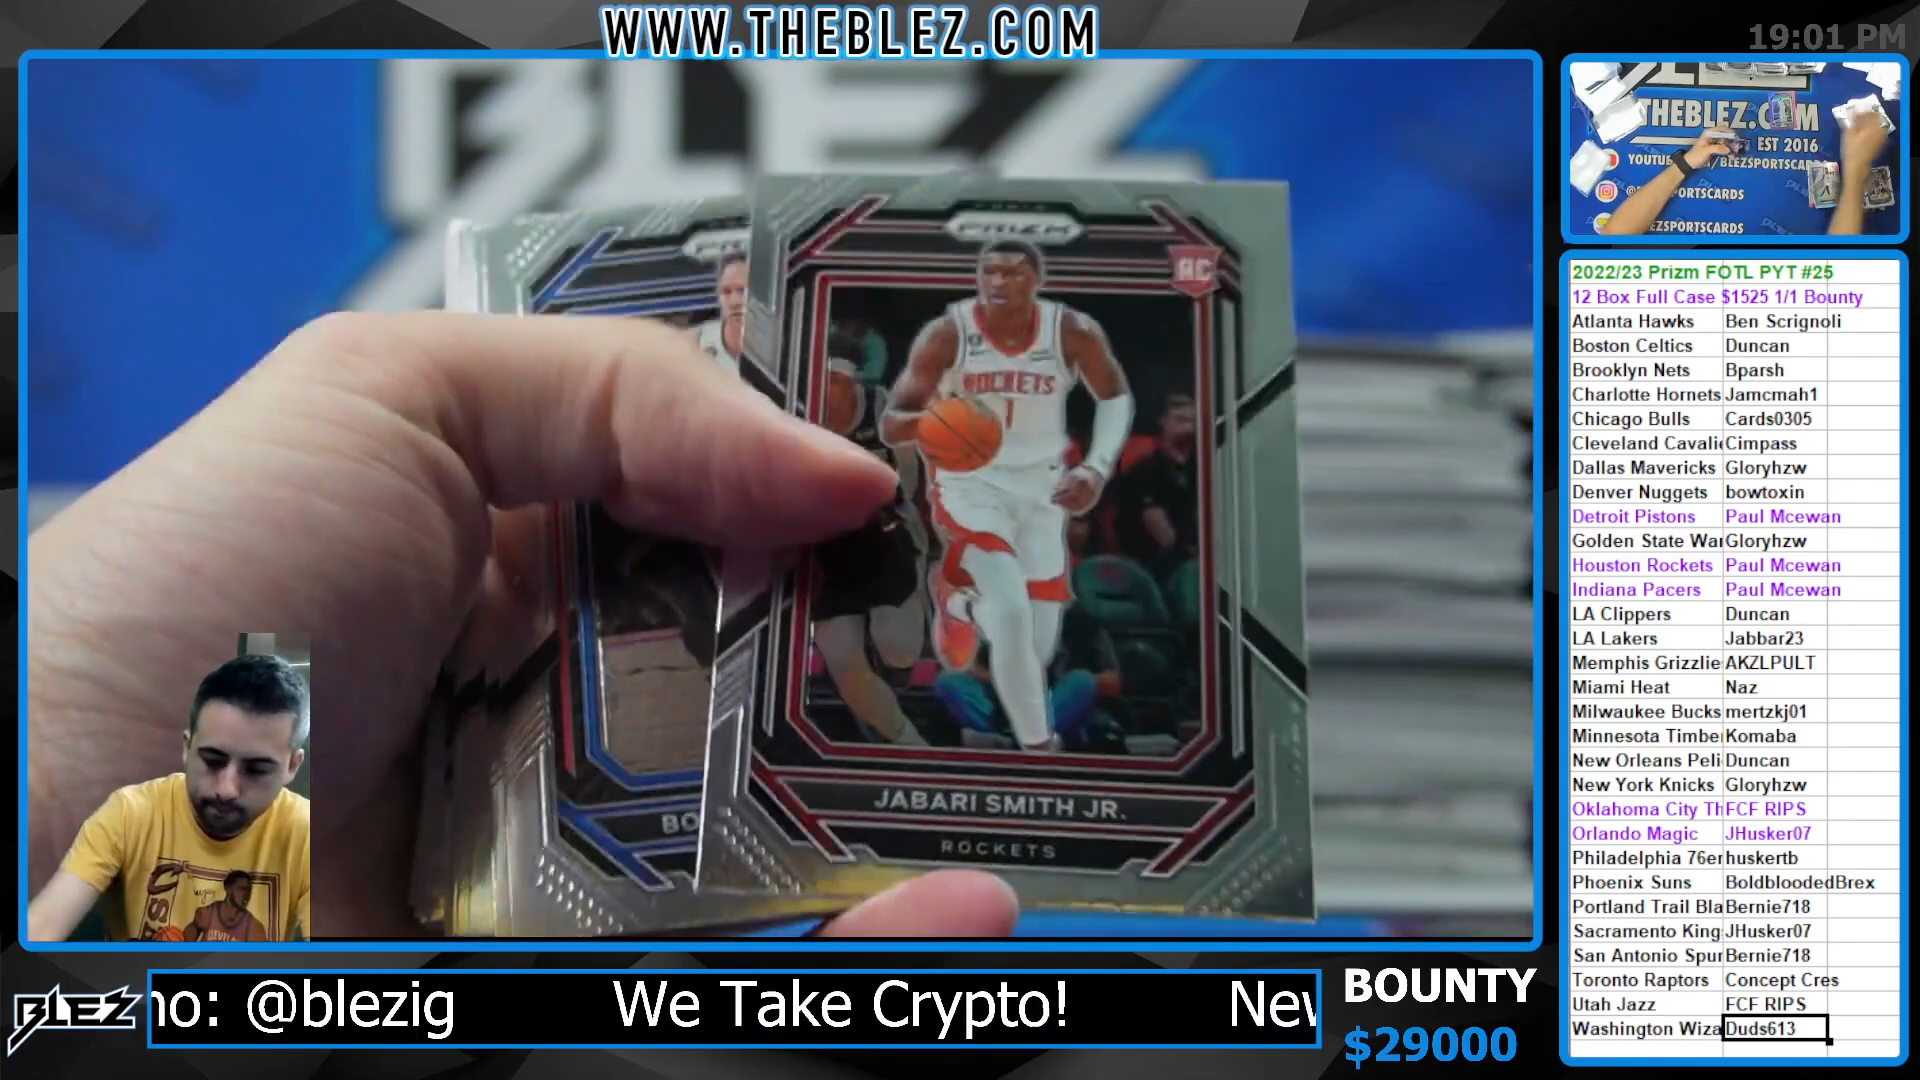 WWW.THEBLEZ.COM
19:01 PM
BLEZ
PRIZM
RC
ROCKETS
1
JABARI SMITH JR.
ROCKETS
BO
THEBLEZ.COM
EST 2016
2022/23 Prizm FOTL PYT #25
12 Box Full Case $1525 1/1 Bounty
Atlanta Hawks Ben Scrignoli
Boston Celtics Duncan
Brooklyn Nets Bparsh
Charlotte Hornets Jamcmah1
Chicago Bulls Cards0305
Cleveland Cavalie Cimpass
Dallas Mavericks Gloryhzw
Denver Nuggets bowtoxin
Detroit Pistons Paul Mcewan
Golden State War Gloryhzw
Houston Rockets Paul Mcewan
Indiana Pacers Paul Mcewan
LA Clippers Duncan
LA Lakers Jabbar23
Memphis Grizzlie AKZLPULT
Miami Heat Naz
Milwaukee Bucks mertzkj01
Minnesota Timbe Komaba
New Orleans Peli Duncan
New York Knicks Gloryhzw
Oklahoma City Th FCF RIPS
Orlando Magic JHusker07
Philadelphia 76er huskertb
Phoenix Suns BoldbloodedBrex
Portland Trail Bla Bernie718
Sacramento King JHusker07
San Antonio Spur Bernie718
Toronto Raptors Concept Cres
Utah Jazz FCF RIPS
Washington Wiza Duds613
BLEZ
no: @blezig We Take Crypto! New
BOUNTY
$29000